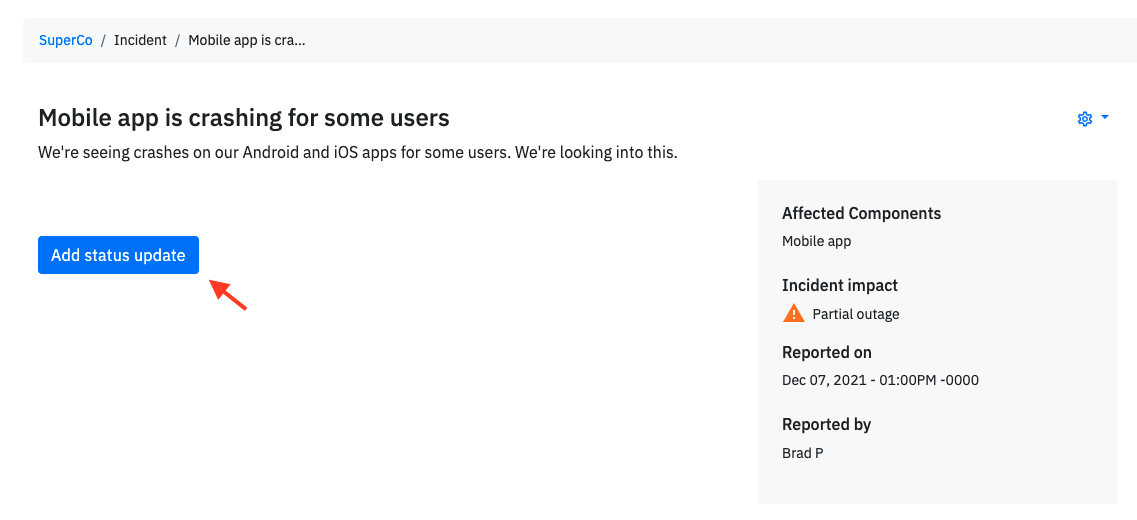 SuperCo / Incident / Mobile app is cra...
Mobile app is crashing for some users
We're seeing crashes on our Android and iOS apps for some users. We're looking into this.
Add status update
Affected Components
Mobile app
Incident impact
Partial outage
Reported on
Dec 07, 2021 - 01:00PM -0000
Reported by
Brad P